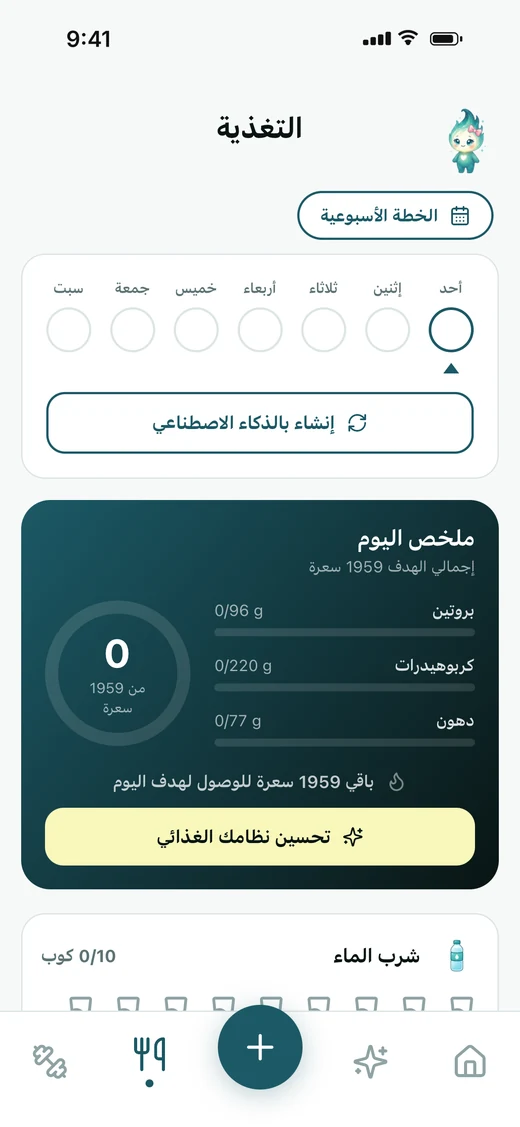 9:41
التغذية
الخطة الأسبوعية
أحد إثنين ثلاثاء أربعاء خميس جمعة سبت
إنشاء بالذكاء الاصطناعي
ملخص اليوم
إجمالي الهدف 1959 سعرة
بروتين 0/96 g
كربوهيدرات 0/220 g
دهون 0/77 g
0
من 1959
سعرة
باقي 1959 سعرة للوصول لهدف اليوم
تحسين نظامك الغذائي
شرب الماء 0/10 كوب